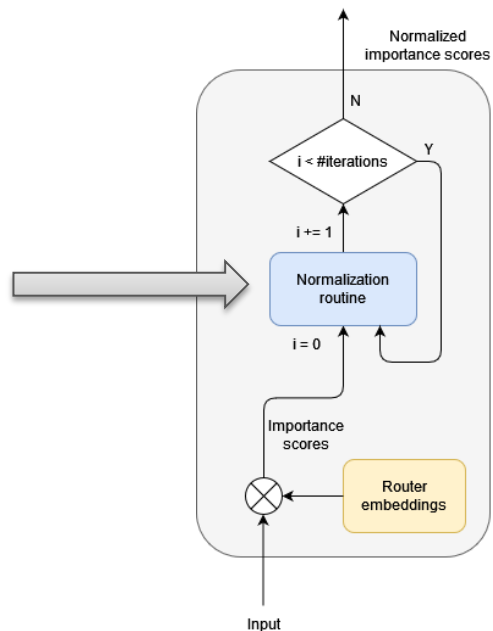 Normalized
importance scores
N
i < #iterations
Y
i += 1
Normalization
routine
i = 0
Importance
scores
Router
embeddings
Input